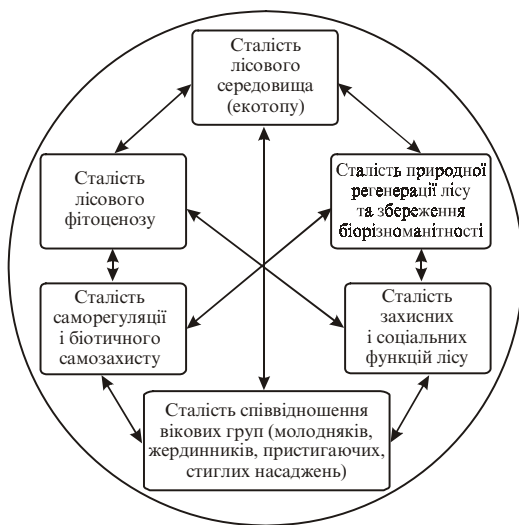 Сталість
лісового
середовища
(екотопу)
Сталість
лісового
фітоценозу
Сталість природної
регенерації лісу
та збереження
біорізноманітності
Сталість
саморегуляції
і біотичного
самозахисту
Сталість
захисних
і соціальних
функцій лісу
Сталість співвідношення
вікових груп (молодняків,
жердинників, пристигаючих,
стиглих насаджень)